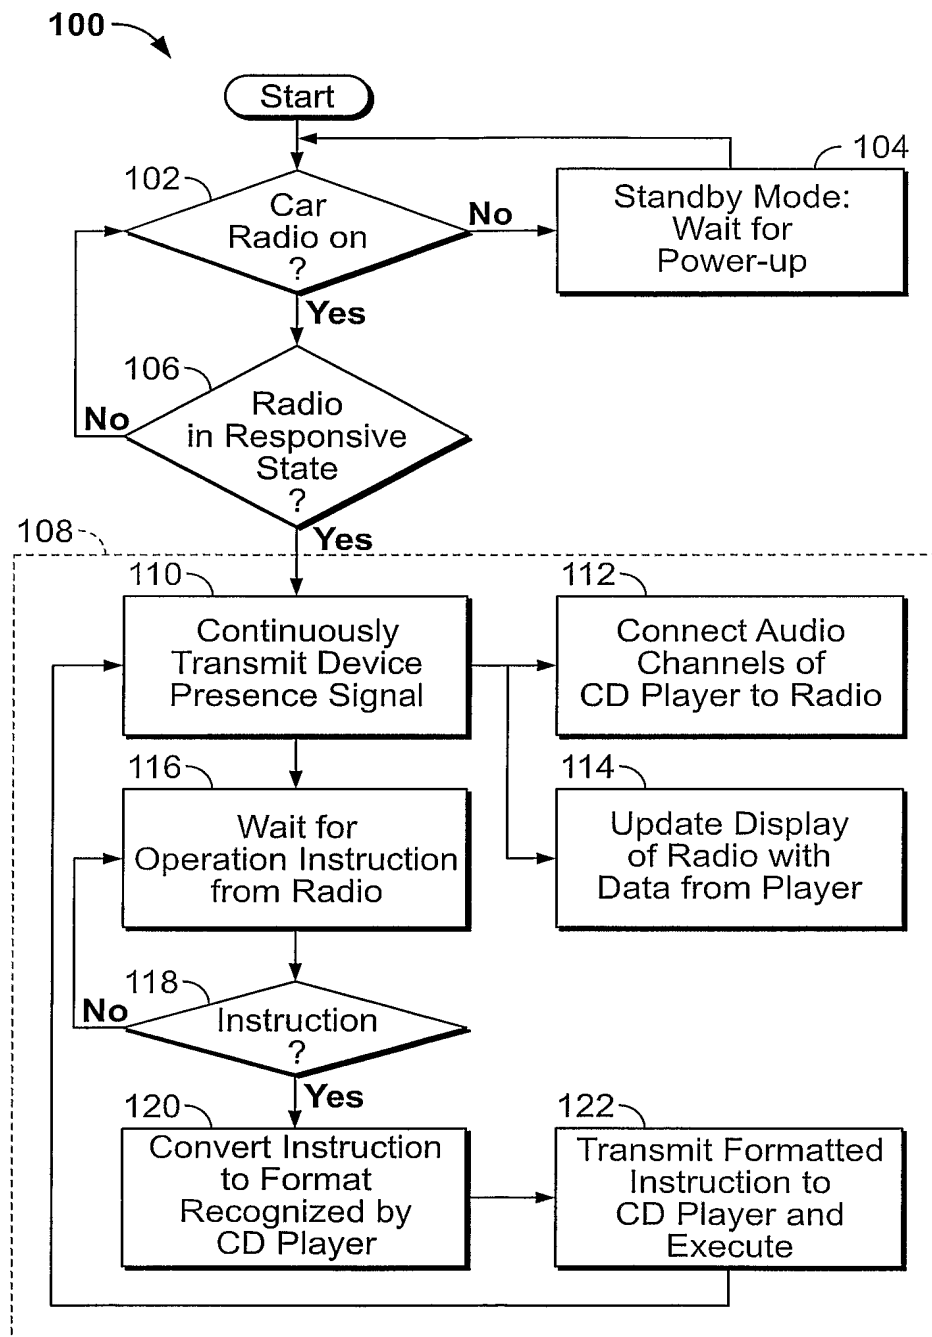 100
Start
102
Car
Radio on
?
No
104
Standby Mode:
Wait for
Power-up
Yes
106
Radio
in Responsive
State
?
No
Yes
108
110
Continuously
Transmit Device
Presence Signal
112
Connect Audio
Channels of
CD Player to Radio
116
Wait for
Operation Instruction
from Radio
114
Update Display
of Radio with
Data from Player
118
Instruction
?
No
Yes
120
Convert Instruction
to Format
Recognized by
CD Player
122
Transmit Formatted
Instruction to
CD Player and
Execute